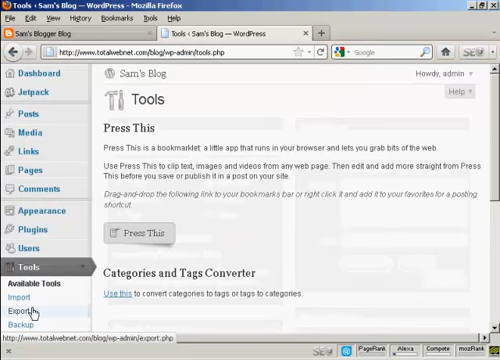 Tools ‹ Sam's Blog — WordPress - Mozilla Firefox
File Edit View History Bookmarks Tools Help
Sam's Blogger Blog
Tools ‹ Sam's Blog — WordPress
http://www.totalwebnet.com/blog/wp-admin/tools.php
Google
Sam's Blog
Howdy, admin
Help
Dashboard
Jetpack
Posts
Media
Links
Pages
Comments
Appearance
Plugins
Users
Tools
Available Tools
Import
Export
Backup
Tools
Press This
Press This is a bookmarklet: a little app that runs in your browser and lets you grab bits of the web.
Use Press This to clip text, images and videos from any web page. Then edit and add more straight from Press
This before you save or publish it in a post on your site.
Drag-and-drop the following link to your bookmarks bar or right click it and add it to your favorites for a posting
shortcut.
Press This
Categories and Tags Converter
Use this to convert categories to tags or tags to categories.
http://www.totalwebnet.com/blog/wp-admin/export.php
SEO
PageRank
Alexa
Compete
mozRank
SEO